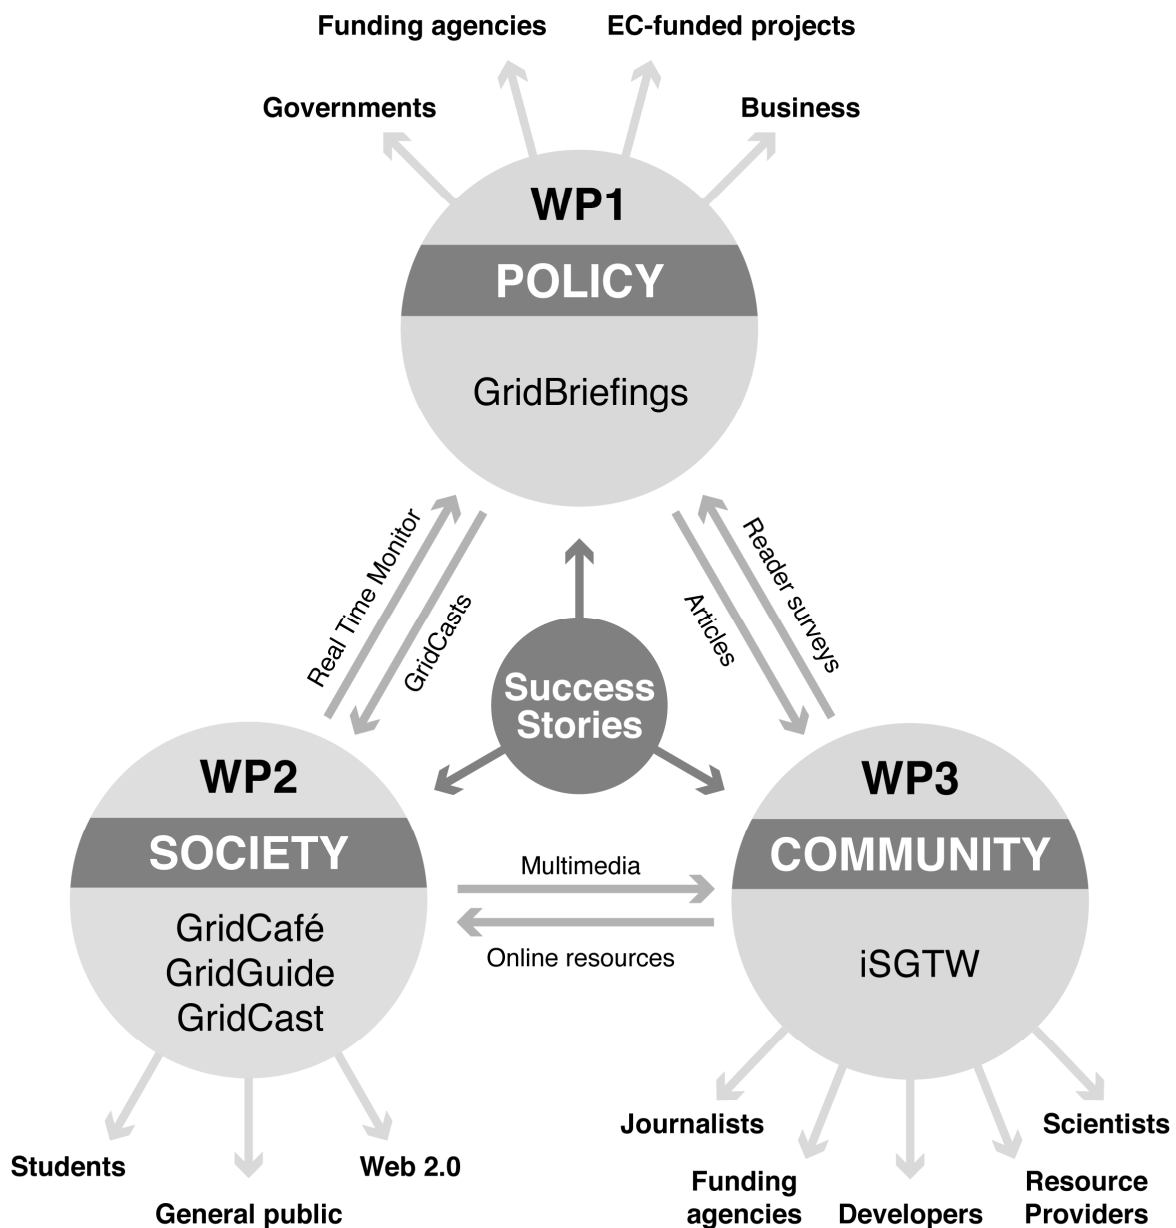 Funding agencies
EC-funded projects
Governments
Business
WP1
POLICY
GridBriefings
Real Time Monitor
GridCasts
Articles
Reader surveys
Success
Stories
WP2
SOCIETY
GridCafé
GridGuide
GridCast
Multimedia
Online resources
WP3
COMMUNITY
iSGTW
Students
General public
Web 2.0
Journalists
Funding
agencies
Developers
Resource
Providers
Scientists